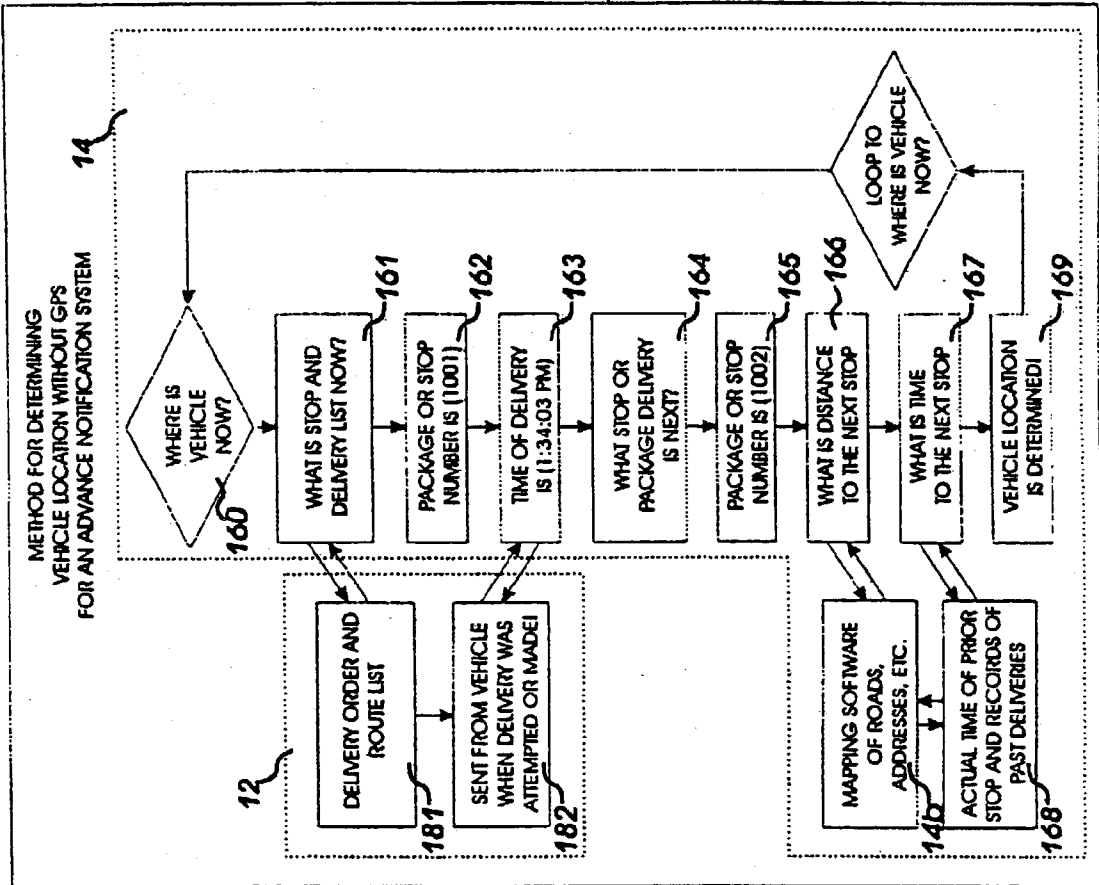 METHOD FOR DETERMINING
VEHICLE LOCATION WITHOUT GPS
FOR AN ADVANCE NOTIFICATION SYSTEM
14
WHERE IS
VEHICLE
NOW?
160
WHAT IS STOP AND
DELIVERY LIST NOW?
161
PACKAGE OR STOP
NUMBER IS (1001)
162
TIME OF DELIVERY
IS (1:34:03 PM)
163
WHAT STOP OR
PACKAGE DELIVERY
IS NEXT?
164
PACKAGE OR STOP
NUMBER IS (1002)
165
WHAT IS DISTANCE
TO THE NEXT STOP
166
WHAT IS TIME
TO THE NEXT STOP
167
VEHICLE LOCATION
IS DETERMINED!
169
LOOP TO
WHERE IS VEHICLE
NOW?
12
DELIVERY ORDER AND
ROUTE LIST
181
SENT FROM VEHICLE
WHEN DELIVERY WAS
ATTEMPTED OR MADE!
182
MAPPING SOFTWARE
OF ROADS,
ADDRESSES, ETC.
14b
ACTUAL TIME OF PRIOR
STOP AND RECORDS OF
PAST DELIVERIES
168